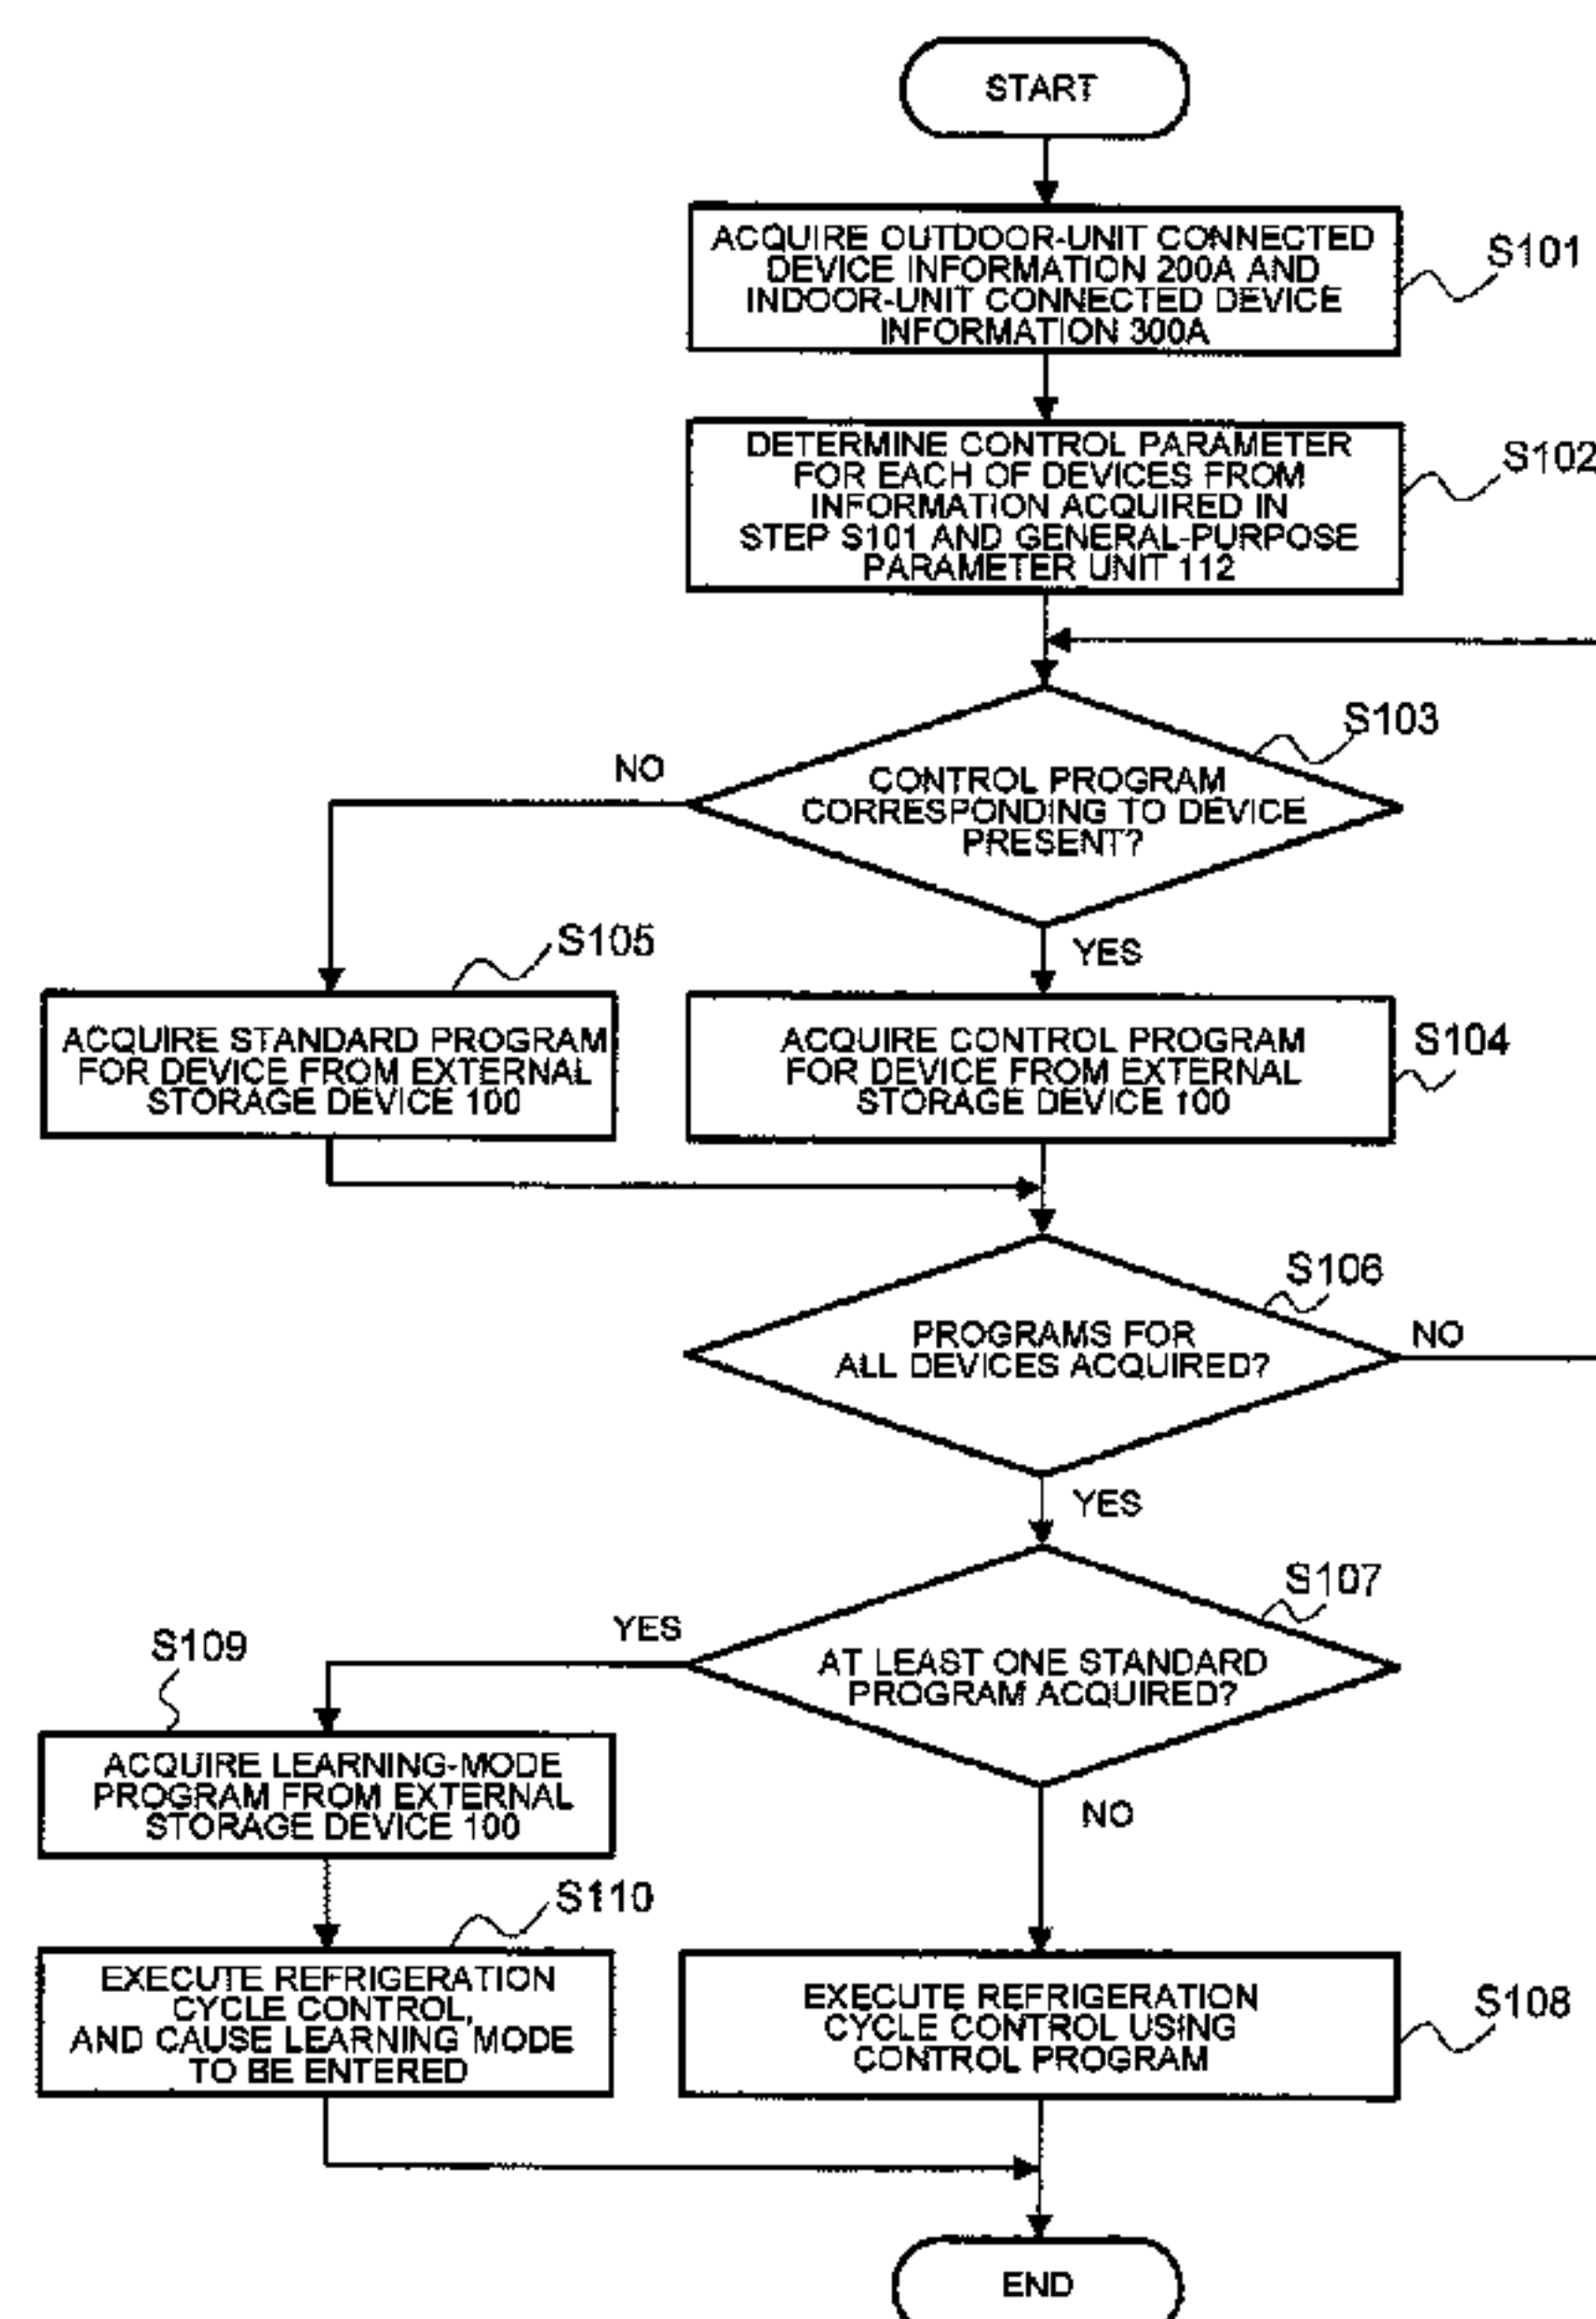 START
ACQUIRE OUTDOOR-UNIT CONNECTED
DEVICE INFORMATION 200A AND
INDOOR-UNIT CONNECTED DEVICE
INFORMATION 300A
S101
DETERMINE CONTROL PARAMETER
FOR EACH OF DEVICES FROM
INFORMATION ACQUIRED IN
STEP S101 AND GENERAL-PURPOSE
PARAMETER UNIT 112
S102
S103
NO
CONTROL PROGRAM
CORRESPONDING TO DEVICE
PRESENT?
YES
S105
ACQUIRE STANDARD PROGRAM
FOR DEVICE FROM EXTERNAL
STORAGE DEVICE 100
ACQUIRE CONTROL PROGRAM
FOR DEVICE FROM EXTERNAL
STORAGE DEVICE 100
S104
S106
PROGRAMS FOR
ALL DEVICES ACQUIRED?
NO
YES
S107
YES
AT LEAST ONE STANDARD
PROGRAM ACQUIRED?
NO
S109
ACQUIRE LEARNING-MODE
PROGRAM FROM EXTERNAL
STORAGE DEVICE 100
S110
EXECUTE REFRIGERATION
CYCLE CONTROL,
AND CAUSE LEARNING MODE
TO BE ENTERED
EXECUTE REFRIGERATION
CYCLE CONTROL USING
CONTROL PROGRAM
S108
END